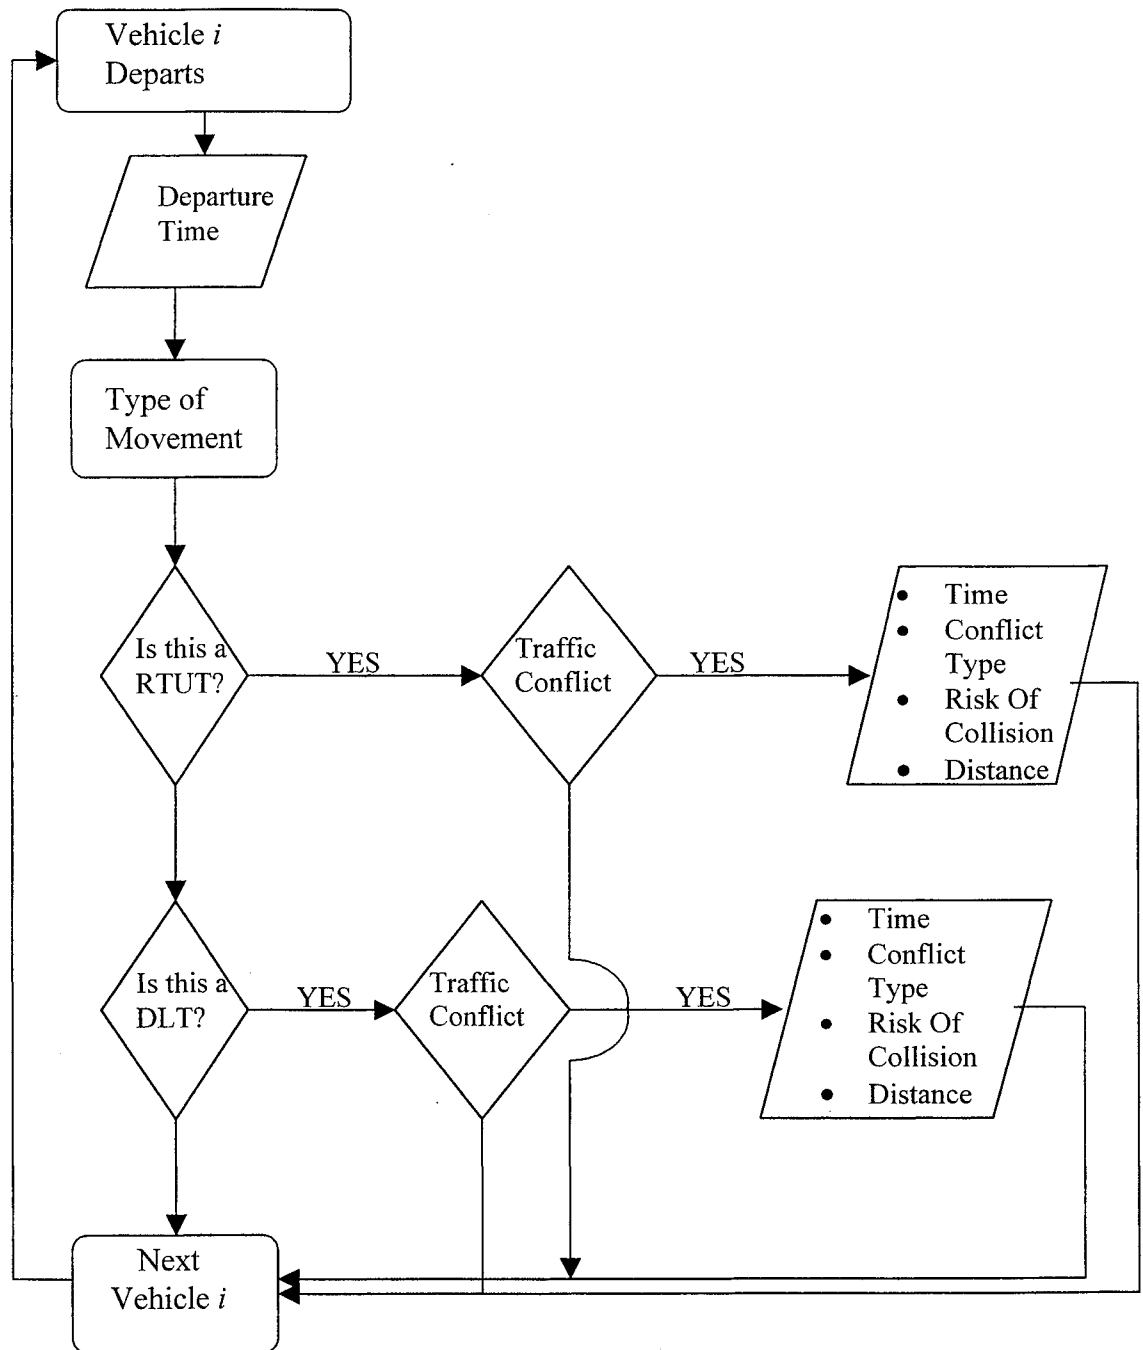 Vehicle i
Departs
Departure
Time
Type of
Movement
Is this a
RTUT?
YES
Traffic
Conflict
YES
• Time
• Conflict
Type
• Risk Of
Collision
• Distance
Is this a
DLT?
YES
Traffic
Conflict
YES
• Time
• Conflict
Type
• Risk Of
Collision
• Distance
Next
Vehicle i